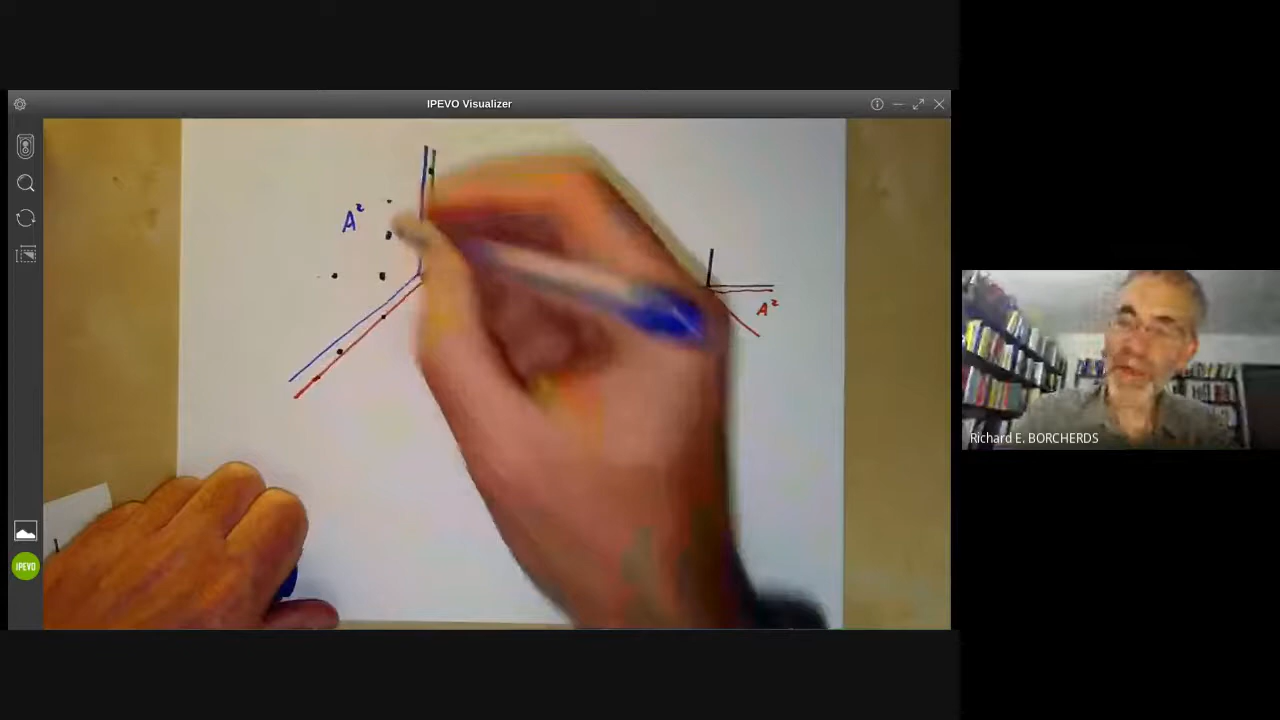 IPEVO Visualizer
A²
A²
Richard E. BORCHERDS
IPEVO